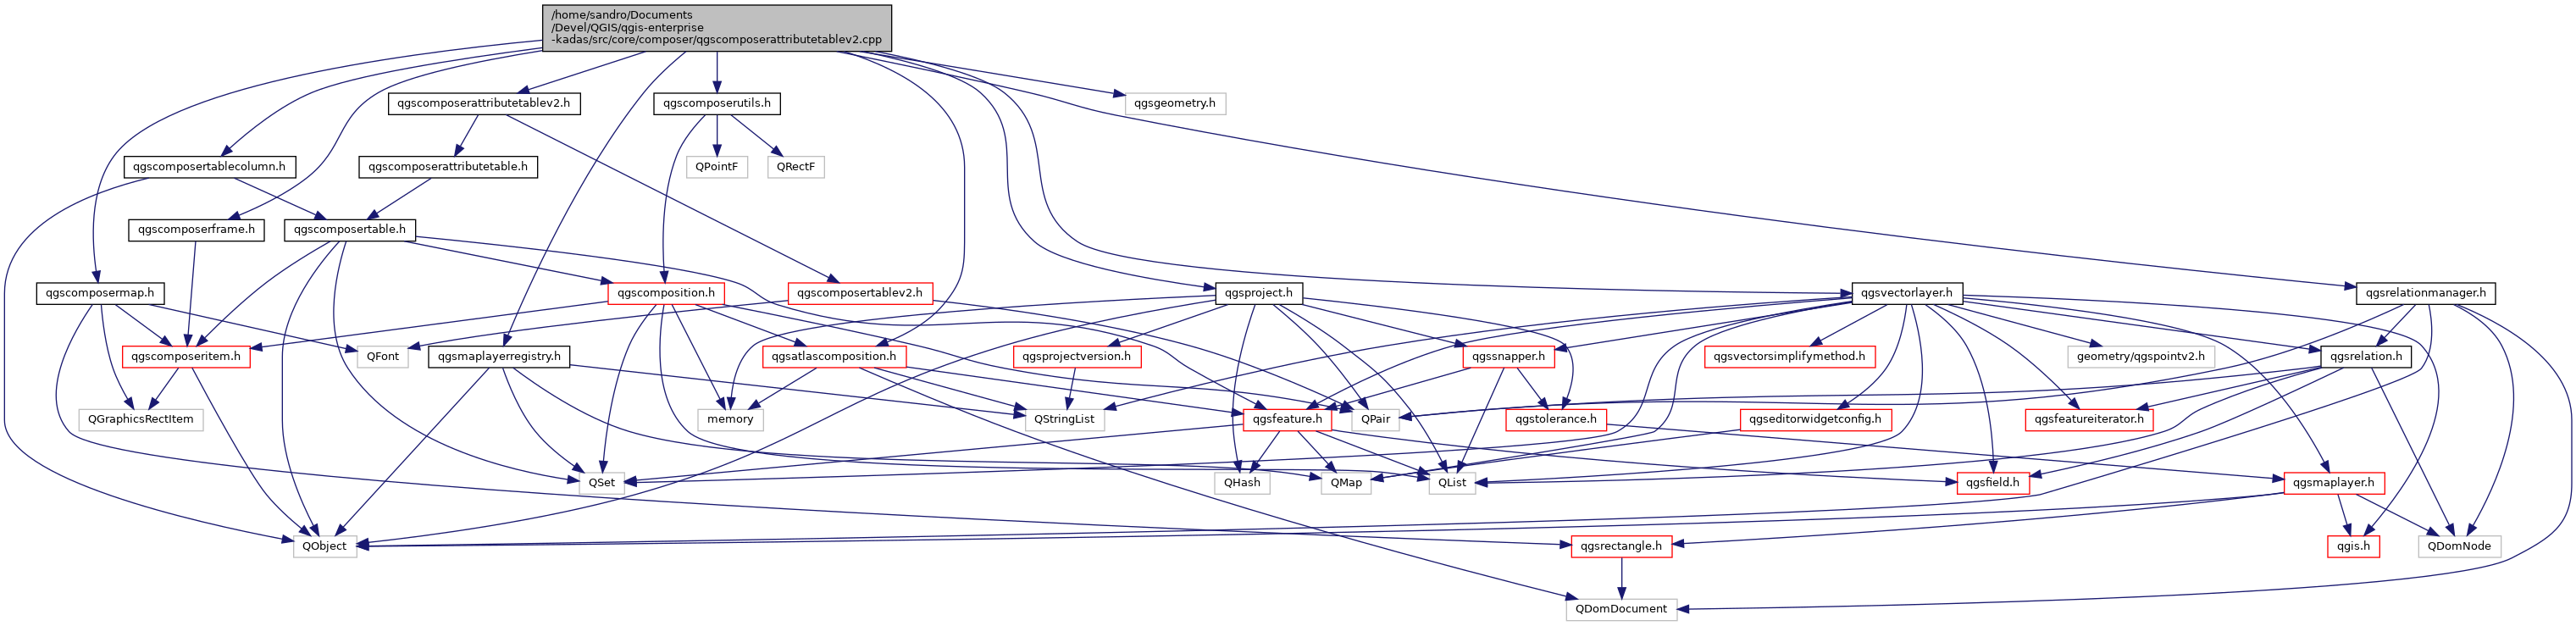 /home/sandro/Documents
/Devel/QGIS/qgis-enterprise
-kadas/src/core/composer/qgscomposerattributetablev2.cpp
qgscomposerattributetablev2.h
qgscomposerutils.h
qgsgeometry.h
qgscomposertablecolumn.h
qgscomposerattributetable.h
QPointF
QRectF
qgscomposerframe.h
qgscomposertable.h
qgscomposermap.h
qgscomposition.h
qgscomposertablev2.h
qgsproject.h
qgsvectorlayer.h
qgsrelationmanager.h
qgscomposeritem.h
QFont
qgsmaplayerregistry.h
qgsatlascomposition.h
qgsprojectversion.h
qgssnapper.h
qgsvectorsimplifymethod.h
geometry/qgspointv2.h
qgsrelation.h
QGraphicsRectItem
memory
QStringList
qgsfeature.h
QPair
qgstolerance.h
qgseditorwidgetconfig.h
qgsfeatureiterator.h
QSet
QHash
QMap
QList
qgsfield.h
qgsmaplayer.h
QObject
qgsrectangle.h
qgis.h
QDomNode
QDomDocument